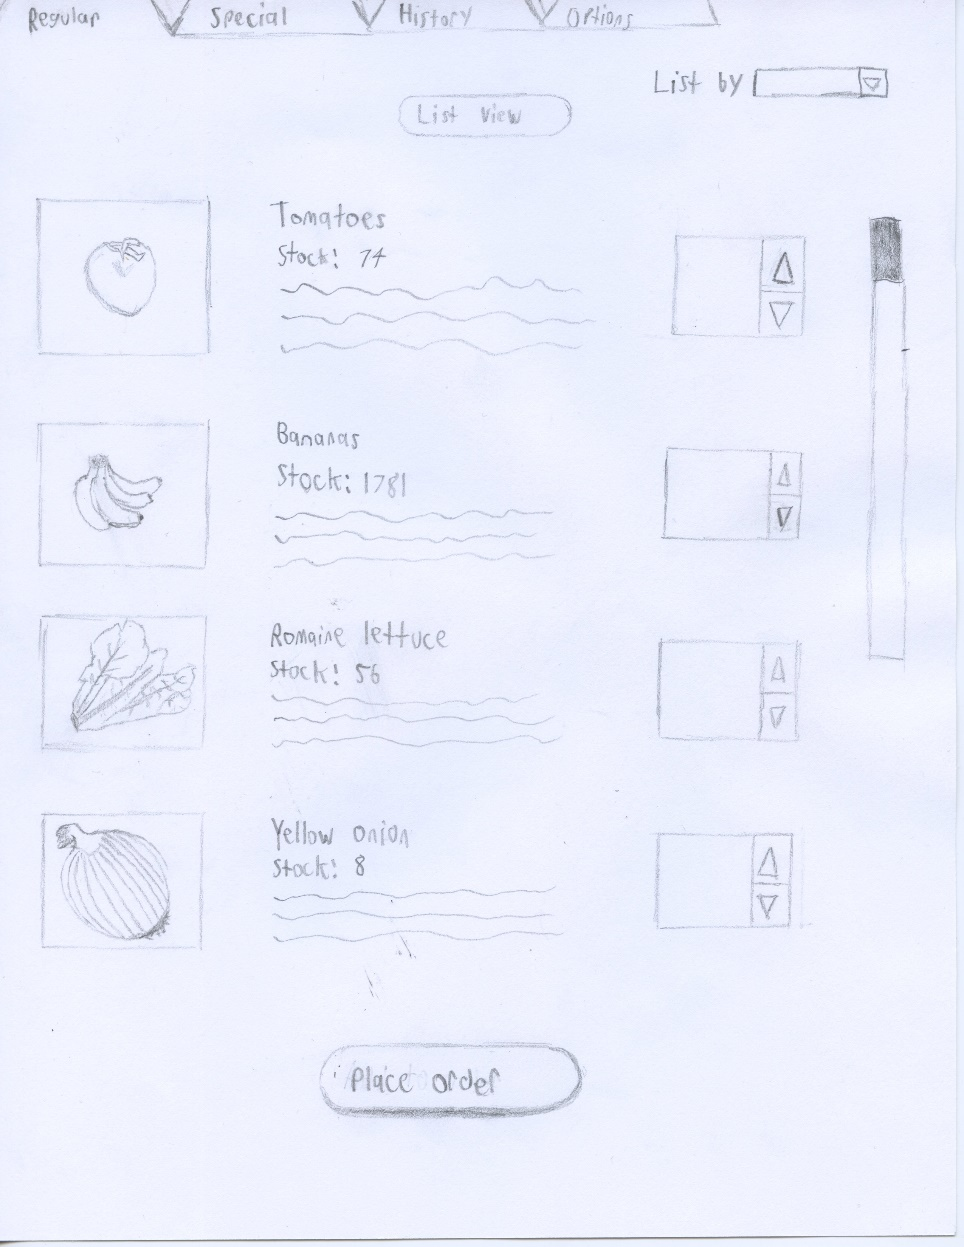 Regular Special History Options
List by
List View
Tomatoes
Stock: 74
Bananas
Stock: 1781
Romaine lettuce
Stock: 56
Yellow onion
Stock: 8
Place order